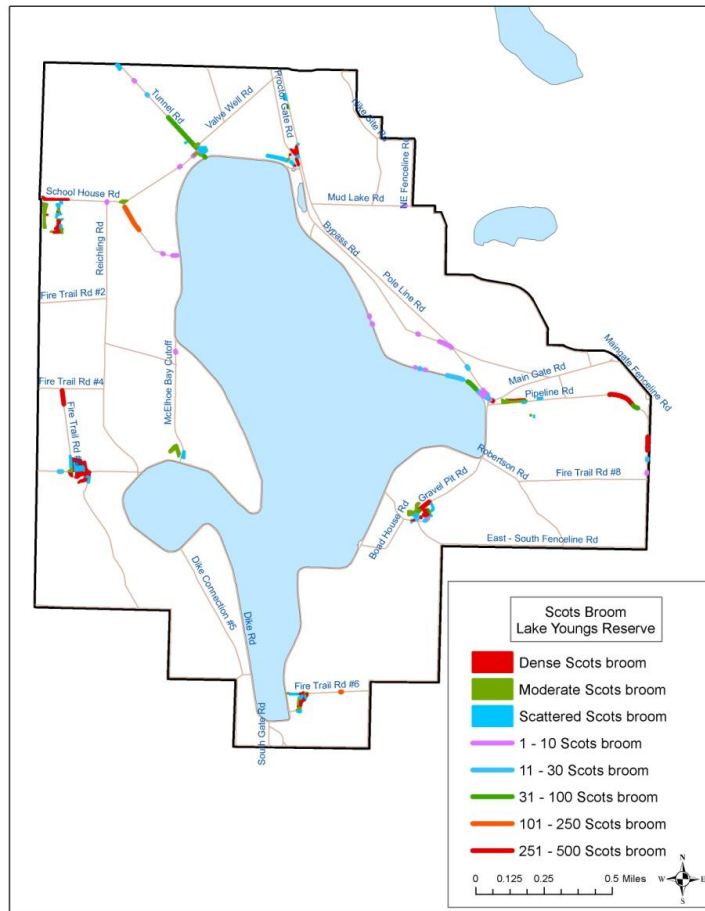 Tunnel Rd
Valve Well Rd
Proctor Gate Rd
Site Rd
NE Fenceline Rd
Mud Lake Rd
School House Rd
Reichling Rd
Bypass Rd
Pole Line Rd
Fire Trail Rd #2
McElhoe Bay Cutoff
Main Gate Rd
Maingate Fenceline Rd
Pipeline Rd
Fire Trail Rd #4
Fire Trail Rd
Robertson Rd
Fire Trail Rd #8
Gravel Pit Rd
Boad House Rd
East - South Fenceline Rd
Dike Connection #5
Dike Rd
Fire Trail Rd #6
South Gate Rd
Scots Broom
Lake Youngs Reserve
Dense Scots broom
Moderate Scots broom
Scattered Scots broom
1 - 10 Scots broom
11 - 30 Scots broom
31 - 100 Scots broom
101 - 250 Scots broom
251 - 500 Scots broom
0 0.125 0.25 0.5 Miles
N
W E
S